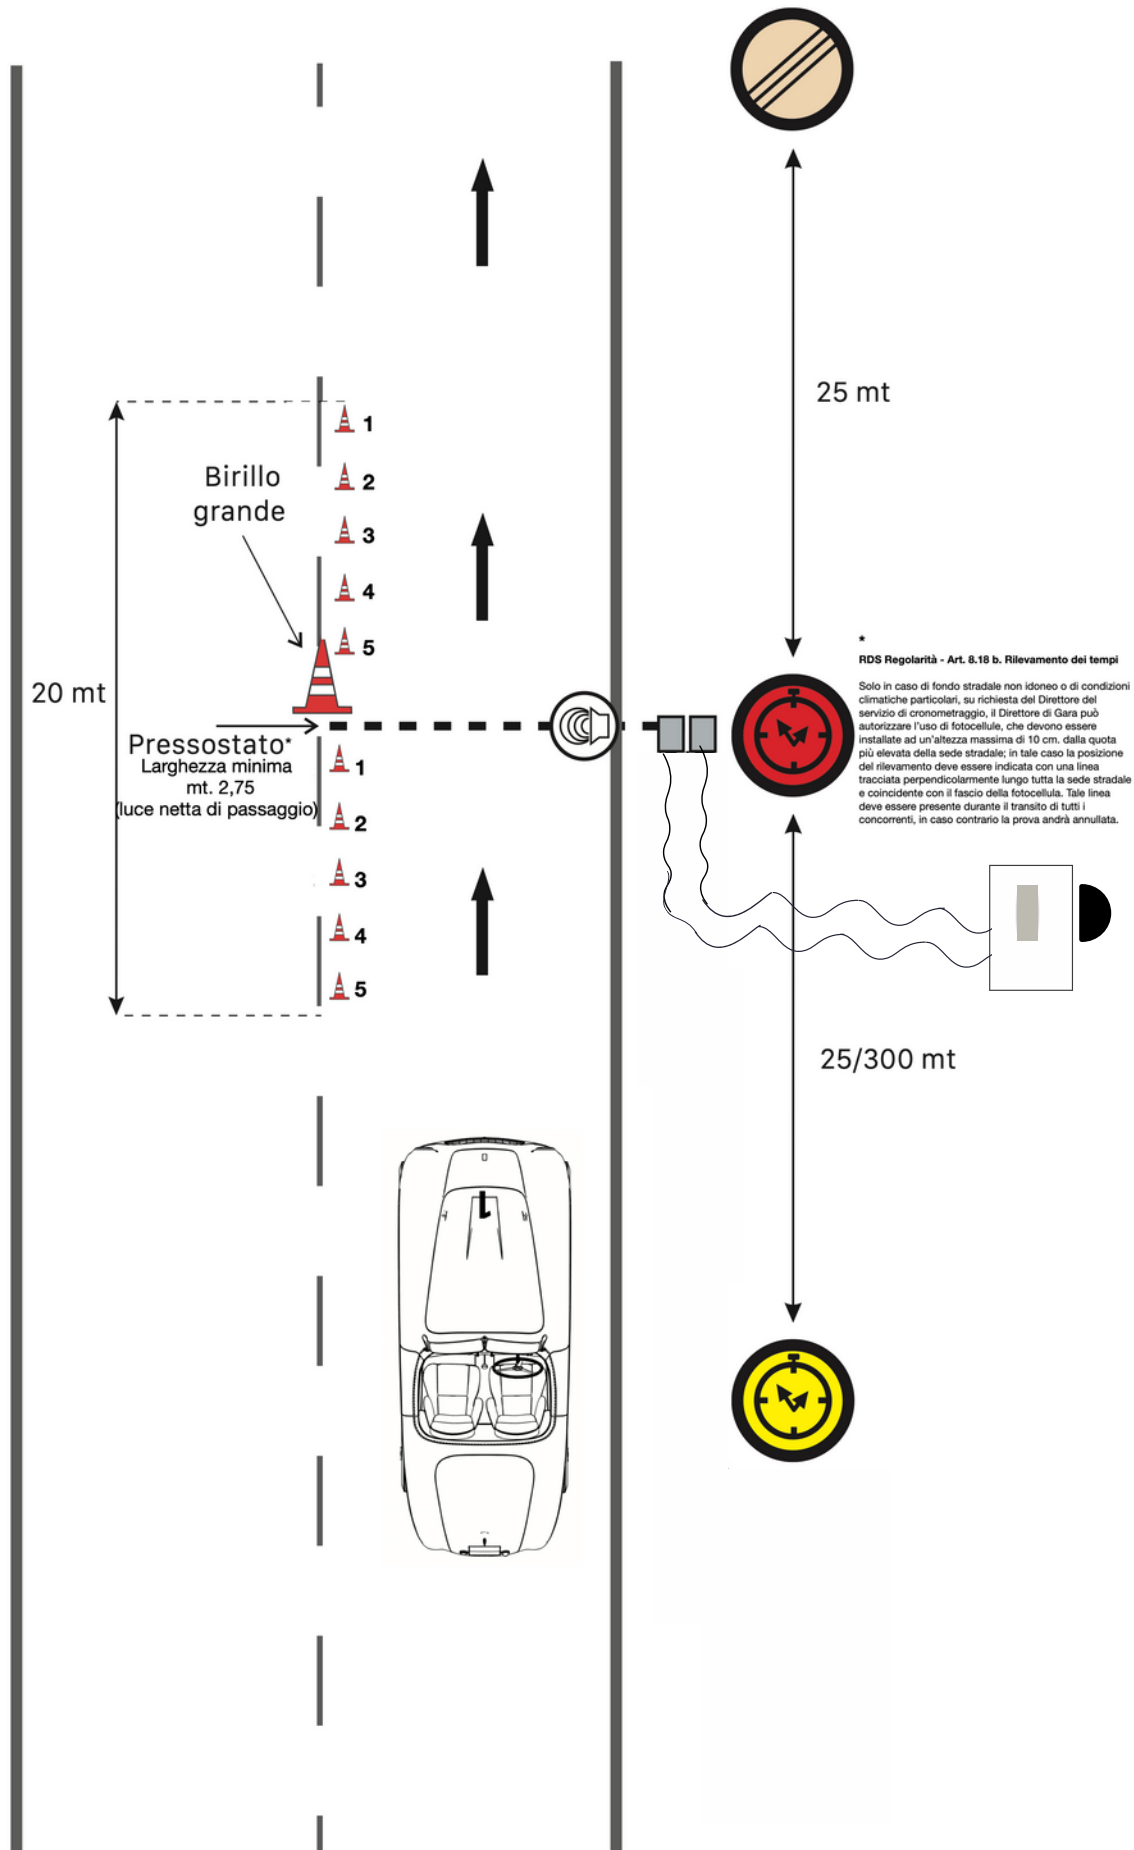 25 mt
1
2
3
4
5
Birillo
grande
20 mt
Pressostato*
Larghezza minima
mt. 2,75
(luce netta di passaggio)
1
2
3
4
5
*
RDS Regolarità - Art. 8.18 b. Rilevamento dei tempi
Solo in caso di fondo stradale non idoneo o di condizioni
climatiche particolari, su richiesta del Direttore del
servizio di cronometraggio, il Direttore di Gara può
autorizzare l'uso di fotocellule, che devono essere
installate ad un'altezza massima di 10 cm. dalla quota
più elevata della sede stradale; in tale caso la posizione
del rilevamento deve essere indicata con una linea
tracciata perpendicolarmente lungo tutta la sede stradale
e coincidente con il fascio della fotocellula. Tale linea
deve essere presente durante il transito di tutti i
concorrenti, in caso contrario la prova andrà annullata.
25/300 mt
1